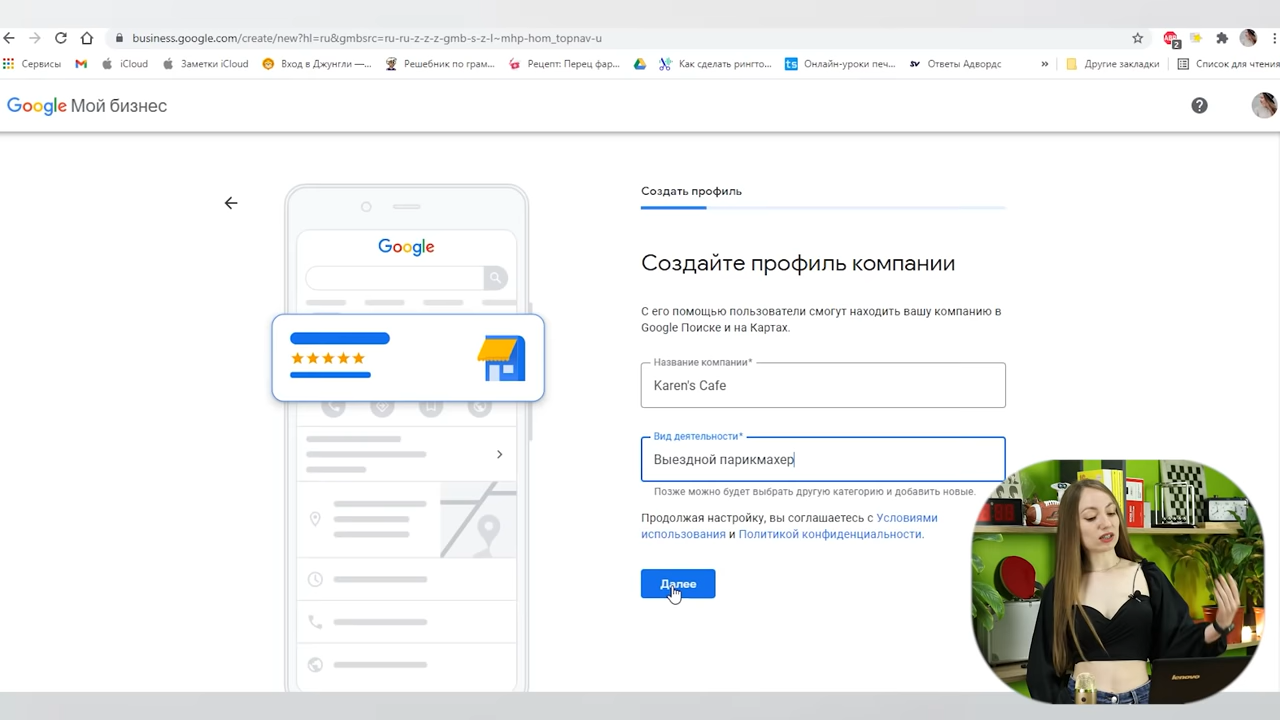 business.google.com/create/new?hl=ru&gmbsrc=ru-ru-z-z-z-gmb-s-z-l~mhp-hom_topnav-u
2
Сервисы
iCloud
Заметки iCloud
Вход в Джунгли —...
Решебник по грам...
Рецепт: Перец фар...
Как сделать рингто...
ts
Онлайн-уроки печ...
sv
Ответы Адвордс
»
Другие закладки
Список для чтения
Google Мой бизнес
Создать профиль
Google
Создайте профиль компании
С его помощью пользователи смогут находить вашу компанию в
Google Поиске и на Картах.
Название компании*
Karen's Cafe
Вид деятельности*
Выездной парикмахер
Позже можно будет выбрать другую категорию и добавить новые.
Продолжая настройку, вы соглашаетесь с Условиями
использования и Политикой конфиденциальности.
Далее
lenovo